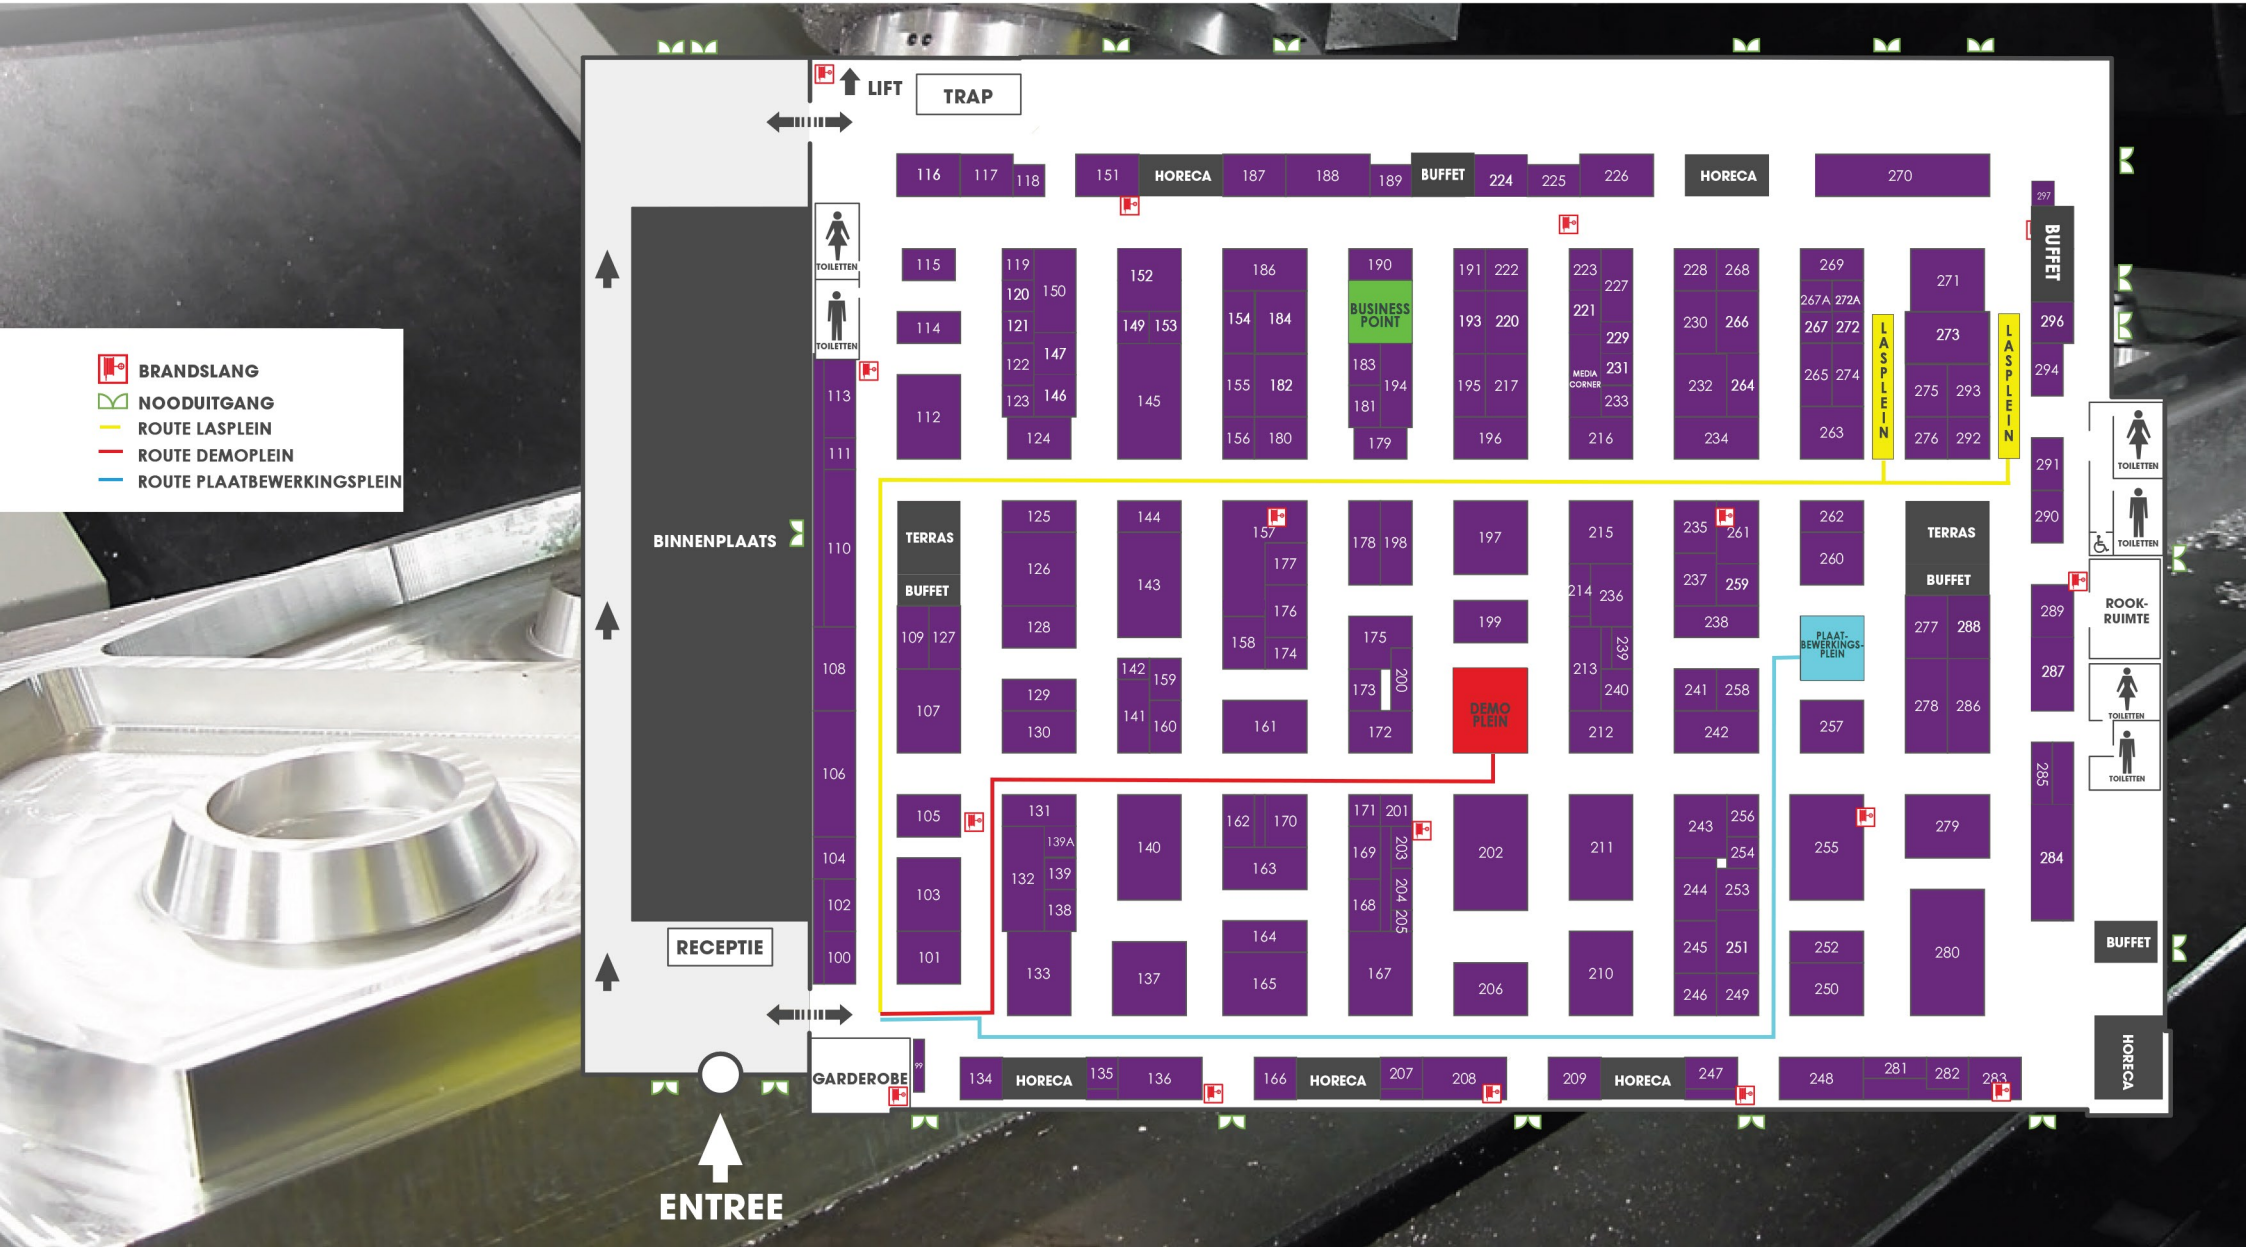 LIFT
TRAP
116 117 118 151 HORECA 187 188 189 BUFFET 224 225 226 HORECA 270
297
BUFFET
TOILETTEN
TOILETTEN
115 119 150 152 186 190 191 222 223 227 228 268 269 271
120 267A 272A
BUSINESS
POINT
114 121 149 153 154 184 193 220 221 229 230 266 267 272 273 296
LASPLEIN
LASPLEIN
122 147 183 231 294
MEDIA
CORNER
113 112 123 146 145 155 182 181 194 195 217 233 232 264 265 274 275 293
111 124 156 180 179 196 216 234 263 276 292 291
TOILETTEN
TOILETTEN
BRANDSLANG
NOODUITGANG
ROUTE LASPLEIN
ROUTE DEMOPLEIN
ROUTE PLAATBEWERKINGSPLEIN
BINNENPLAATS
110
TERRAS
BUFFET
125 144 157 178 198 197 215 235 261 262 290
TERRAS
BUFFET
126 143 177 214 236 237 259 260
128 176 199 238 289
ROOK-
RUIMTE
109 127 158 174 175 239 277 288
PLAAT-
BEWERKINGS-
PLEIN
108 142 159 173 200 213 240 241 258 287
107 129 141 160 161 278 286
DEMO
PLEIN
130 172 212 242 257
TOILETTEN
TOILETTEN
106 285
105 131 162 170 171 201 243 256 279
104 139A 140 163 169 203 202 211 254 255 284
103 132 139 168 204 244 253
102 138 205
RECEPTIE
100 101 133 137 164 165 167 206 210 245 251 252 280
246 249 250
BUFFET
HORECA
GARDEROBE
99 134 HORECA 135 136 166 HORECA 207 208 209 HORECA 247 248 281 282 283
ENTREE